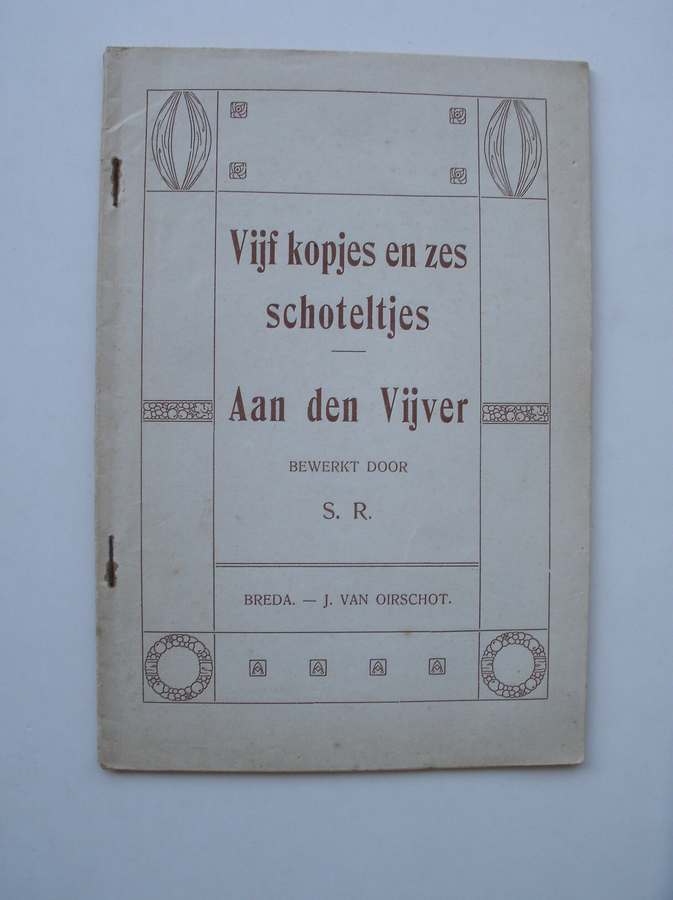 Vijf kopjes en zes
schoteltjes
Aan den Vijver
BEWERKT DOOR
S. R.
BREDA. — J. VAN OIRSCHOT.